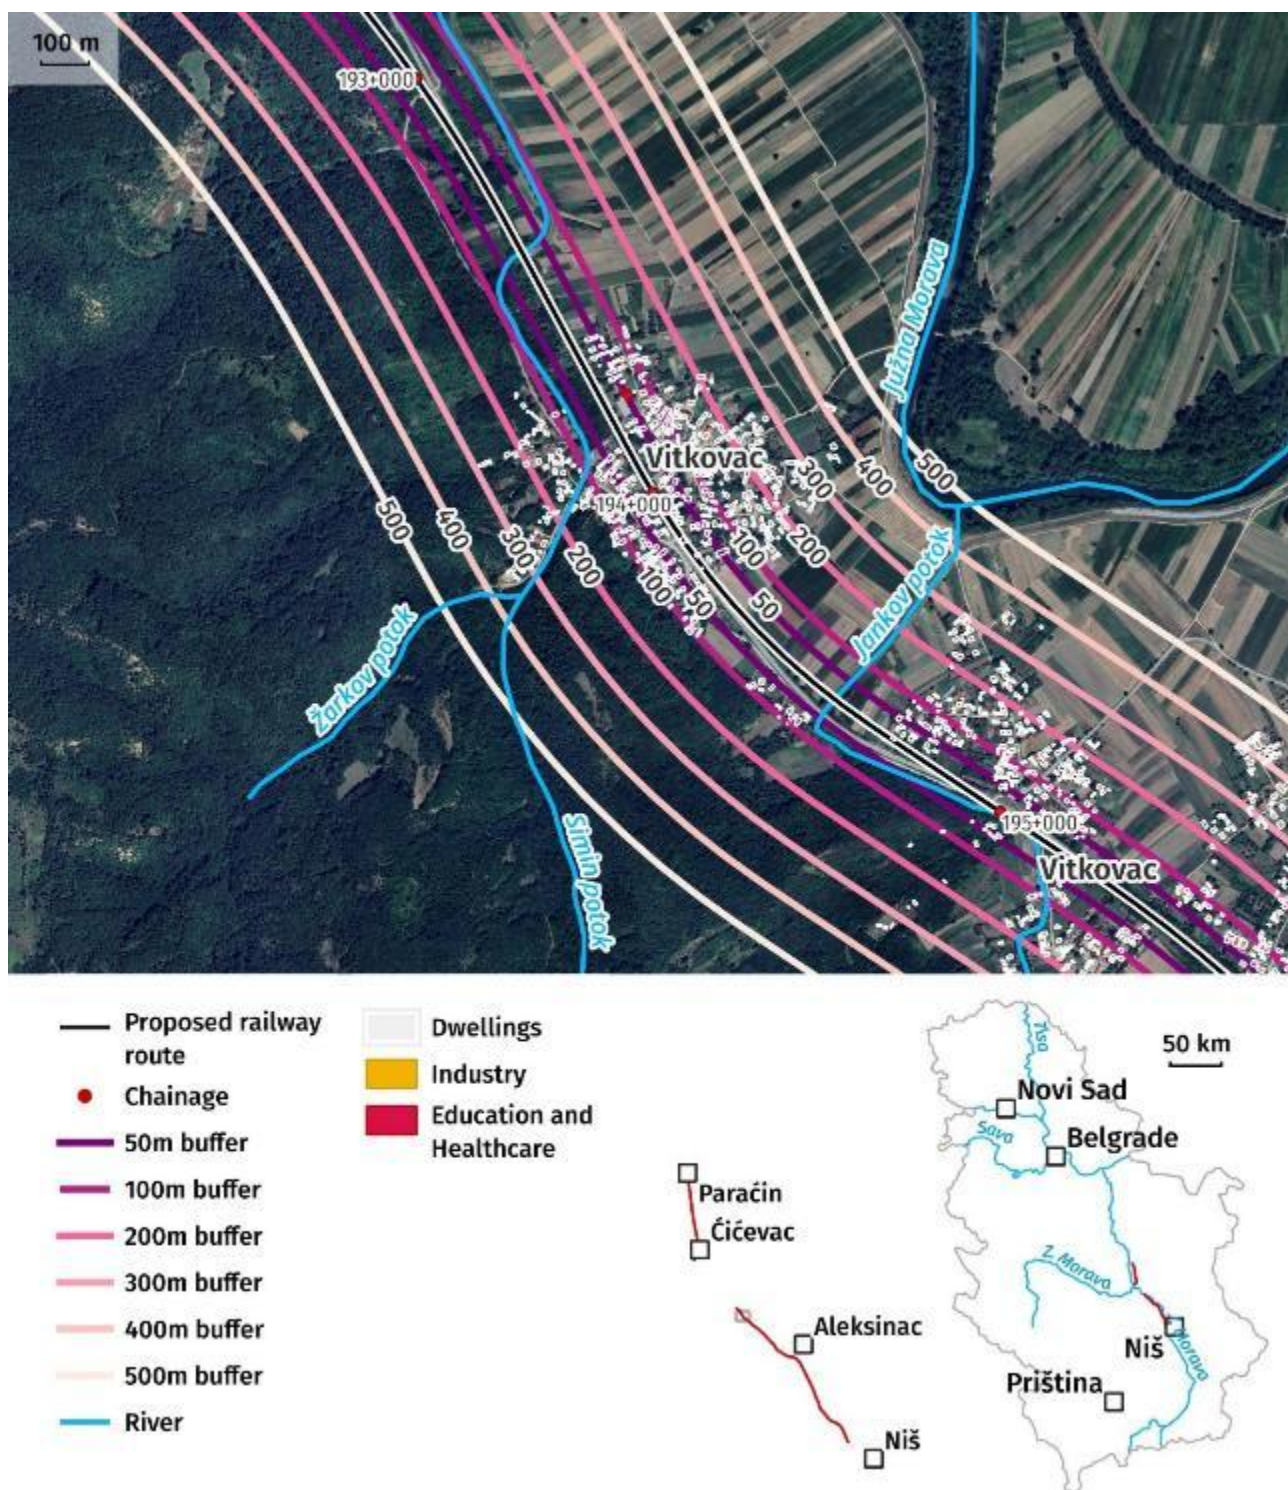 100 m
193+000
Južna Morava
Vitkovac
194+000
500
400
300
200
100
50
500
400
300
200
100
50
Jankov potok
Žarkov potok
Simin potok
195+000
Vitkovac
Proposed railway
route
Chainage
50m buffer
100m buffer
200m buffer
300m buffer
400m buffer
500m buffer
River
Dwellings
Industry
Education and
Healthcare
Paraćin
Ćićevac
Aleksinac
Niš
50 km
Tisa
Novi Sad
Sava
Belgrade
Z. Morava
Morava
Niš
Priština